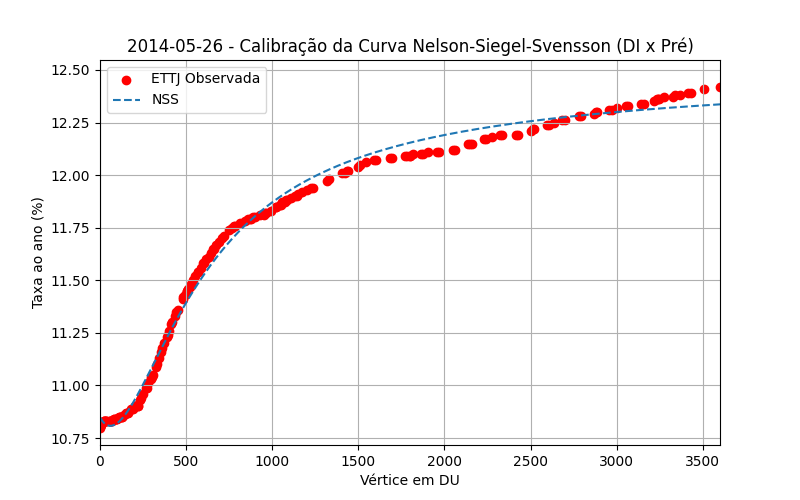 2014-05-26 - Calibração da Curva Nelson-Siegel-Svensson (DI x Pré)
ETTJ Observada
NSS
Taxa ao ano (%)
12.50
12.25
12.00
11.75
11.50
11.25
11.00
10.75
0 500 1000 1500 2000 2500 3000 3500
Vértice em DU